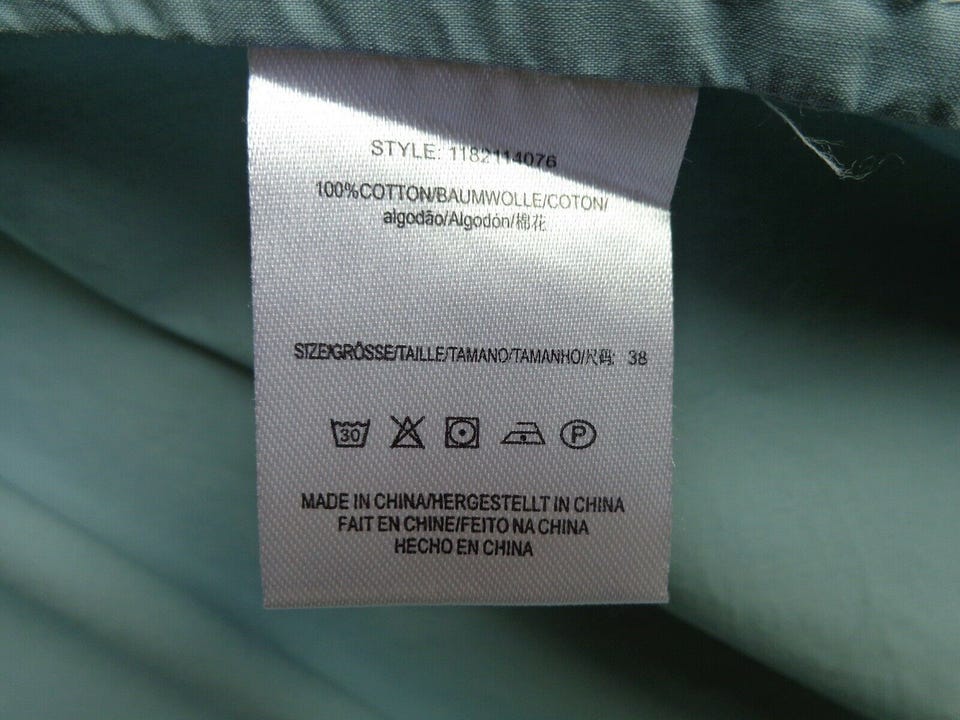 STYLE: 1182114076
100%COTTON/BAUMWOLLE/COTON/
algodão/Algodón/棉花
SIZE/GRÖSSE/TAILLE/TAMANO/TAMANHO/尺码: 38
30 P
MADE IN CHINA/HERGESTELLT IN CHINA
FAIT EN CHINE/FEITO NA CHINA
HECHO EN CHINA